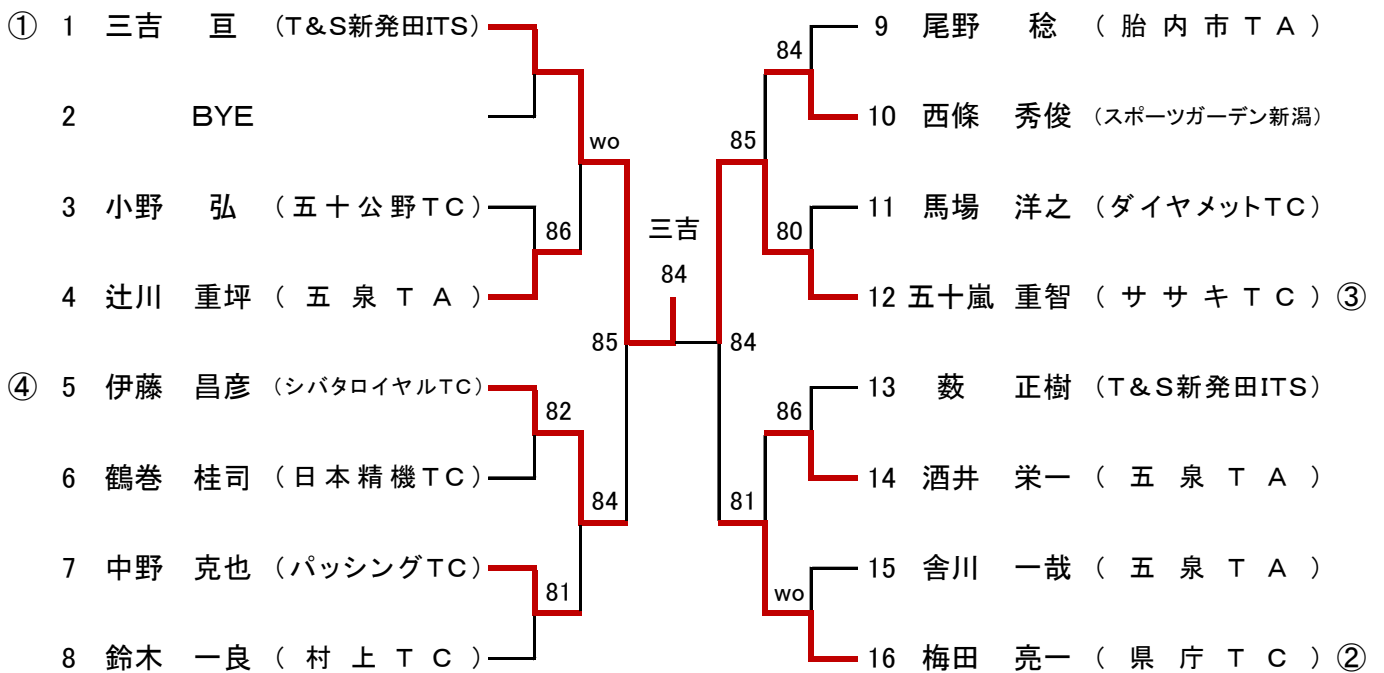 ① 1 三吉 亘 (T&S新発田ITS)
2 BYE
wo
3 小野 弘 (五十公野TC)
86
4 辻川 重坪 (五泉TA)
85
④ 5 伊藤 昌彦 (シバタロイヤルTC)
82
6 鶴巻 桂司 (日本精機TC)
84
7 中野 克也 (パッシングTC)
81
8 鈴木 一良 (村上TC)
三吉
84
9 尾野 稔 (胎内市TA)
84
10 西條 秀俊 (スポーツガーデン新潟)
85
11 馬場 洋之 (ダイヤメットTC)
80
12 五十嵐 重智 (ササキTC) ③
84
13 薮 正樹 (T&S新発田ITS)
86
14 酒井 栄一 (五泉TA)
81
15 舎川 一哉 (五泉TA)
wo
16 梅田 亮一 (県庁TC) ②